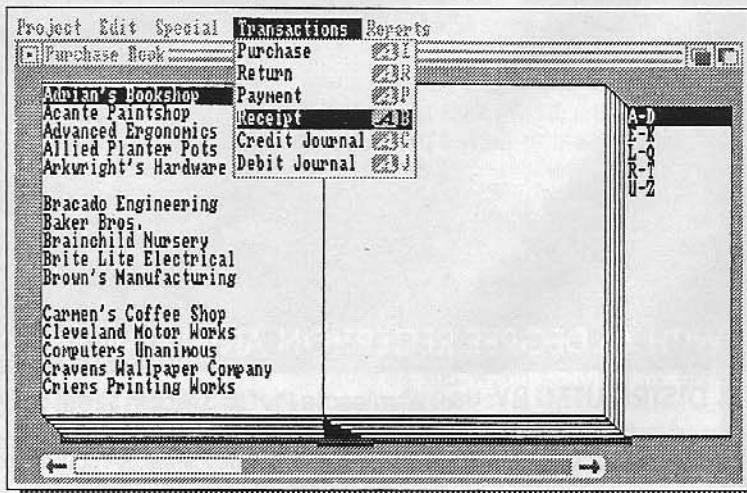 Project Edit Special Transactions Reports
Purchase Book
Purchase A I
Return A R
Payment A P
Receipt A B
Credit Journal A C
Debit Journal A J
Adrian's Bookshop
Acante Paintshop
Advanced Ergonomics
Allied Planter Pots
Arkwright's Hardware
Bracado Engineering
Baker Bros.
Brainchild Nursery
Brite Lite Electrical
Brown's Manufacturing
Carmen's Coffee Shop
Cleveland Motor Works
Computers Unanimous
Cravens Wallpaper Company
Criers Printing Works
A-D
E-K
L-Q
R-T
U-Z